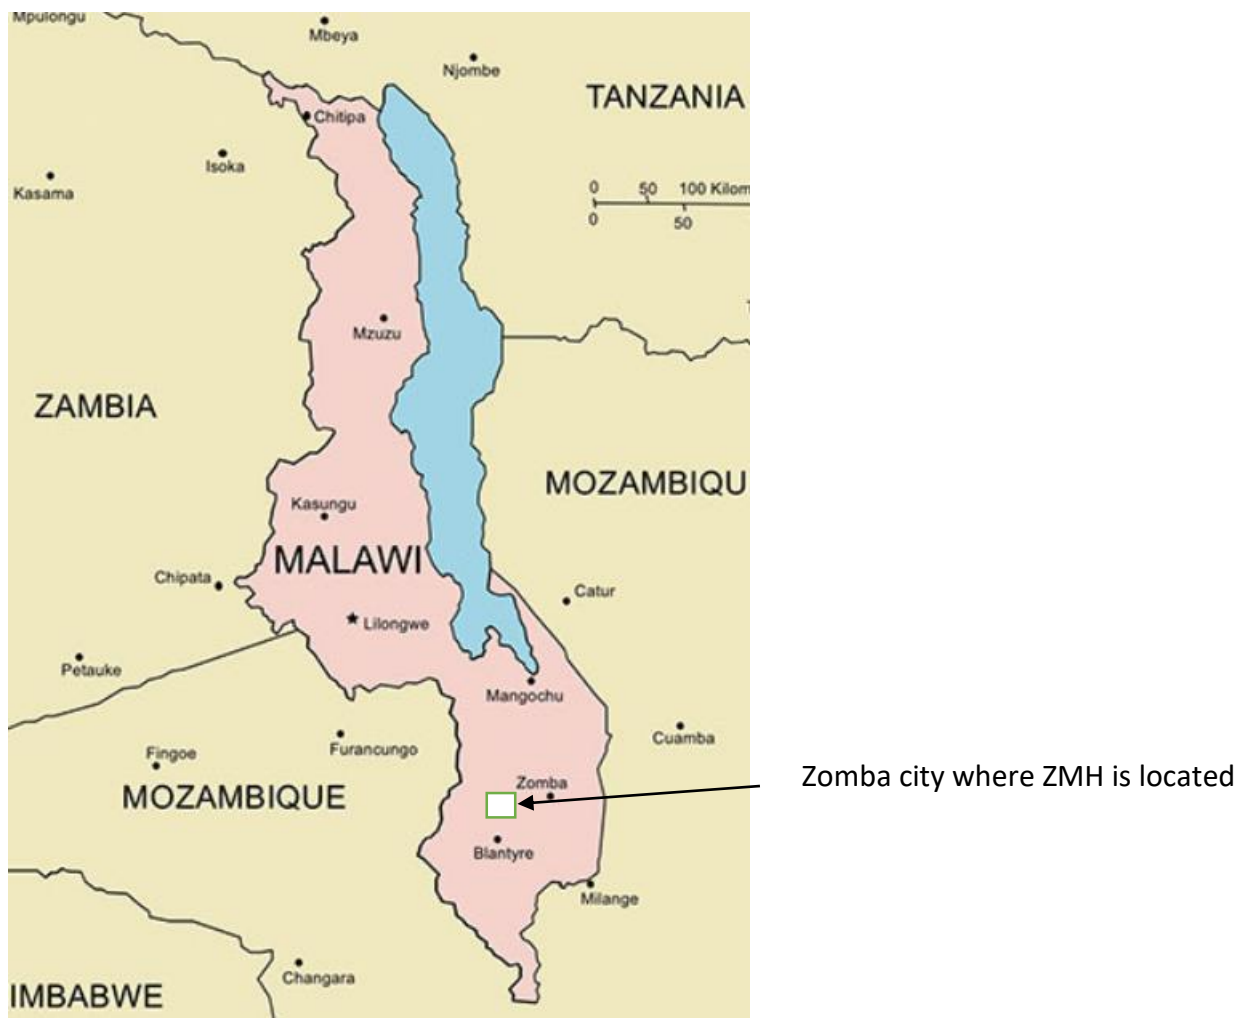 Mpulongu
Mbeya
Njombe
TANZANIA
Chitipa
Isoka
Kasama
0 50 100 Kilom
0 50
Mzuzu
ZAMBIA
MOZAMBIQU
Kasungu
MALAWI
Chipata
Catur
Lilongwe
Petauke
Mangochu
Cuamba
Furancungo
Fingoe
Zomba city where ZMH is located
Zomba
MOZAMBIQUE
Blantyre
Milange
Changara
IMBABWE